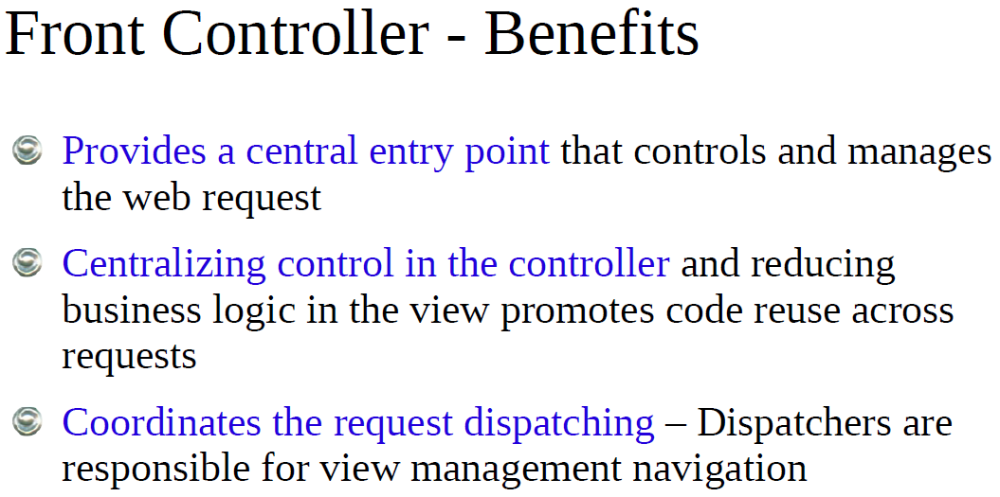 Front Controller - Benefits
Provides a central entry point that controls and manages
the web request
Centralizing control in the controller and reducing
business logic in the view promotes code reuse across
requests
Coordinates the request dispatching – Dispatchers are
responsible for view management navigation